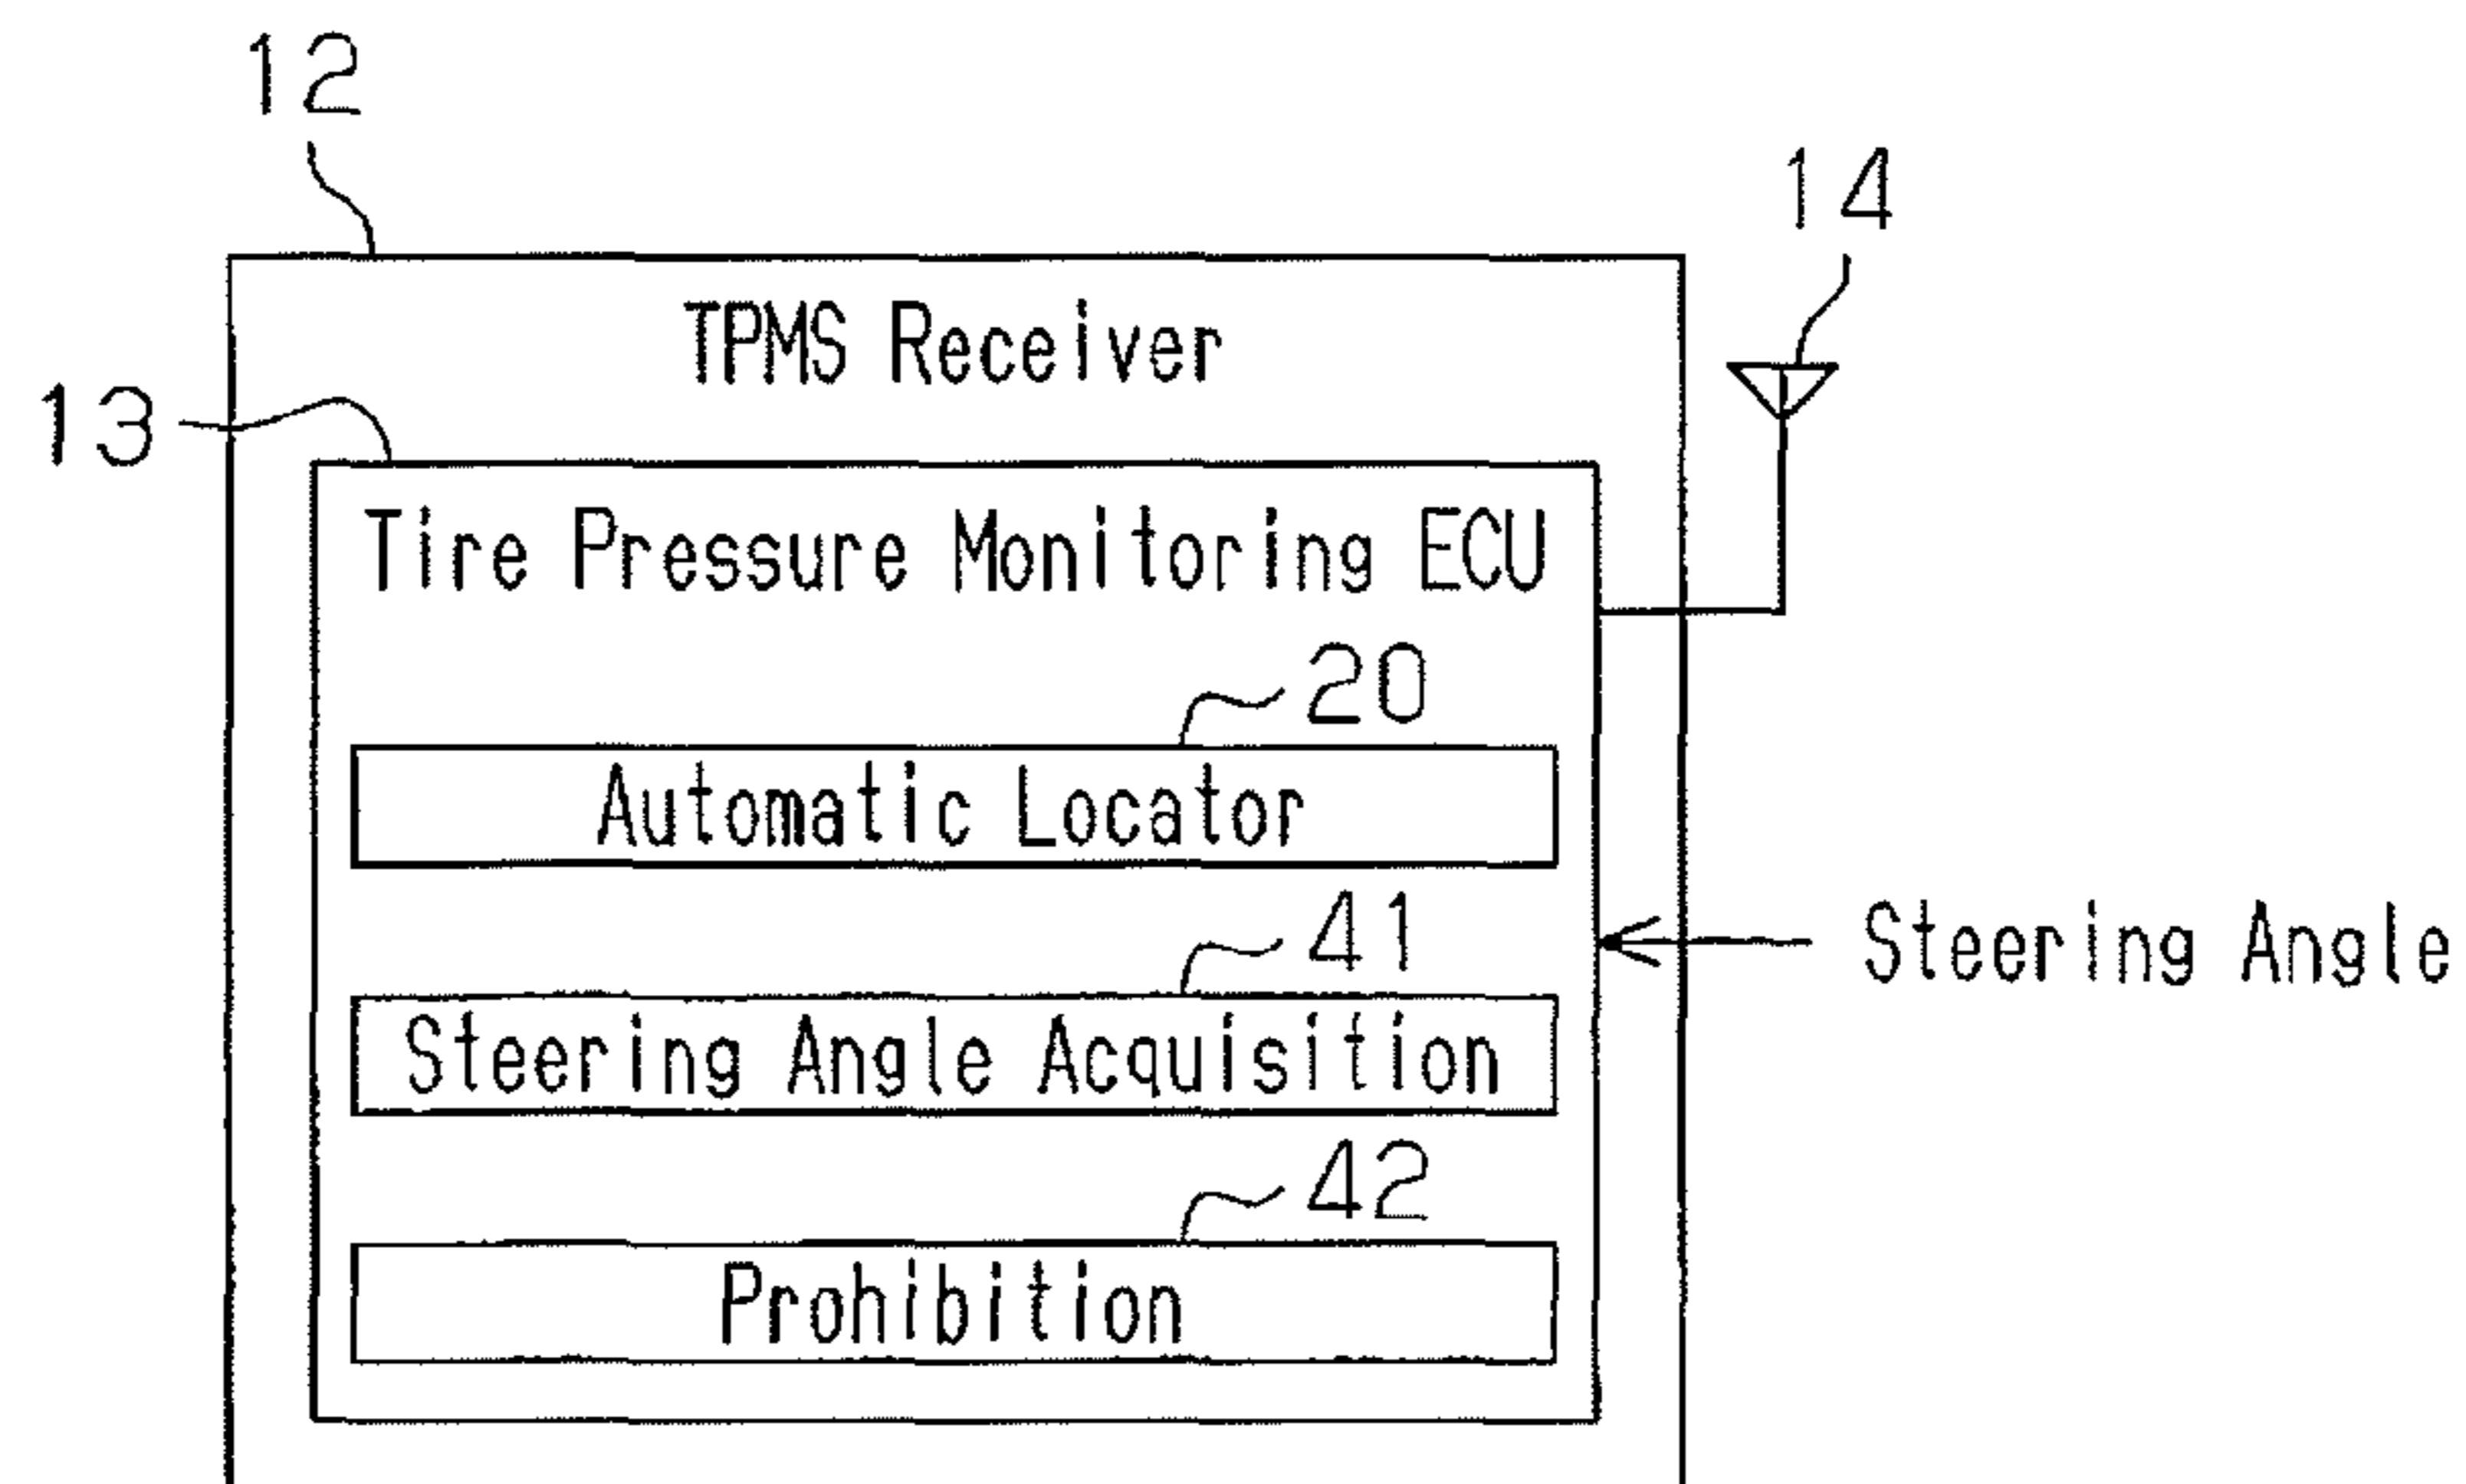 12
14
TPMS Receiver
13
Tire Pressure Monitoring ECU
20
Automatic Locator
41
Steering Angle
Steering Angle Acquisition
42
Prohibition